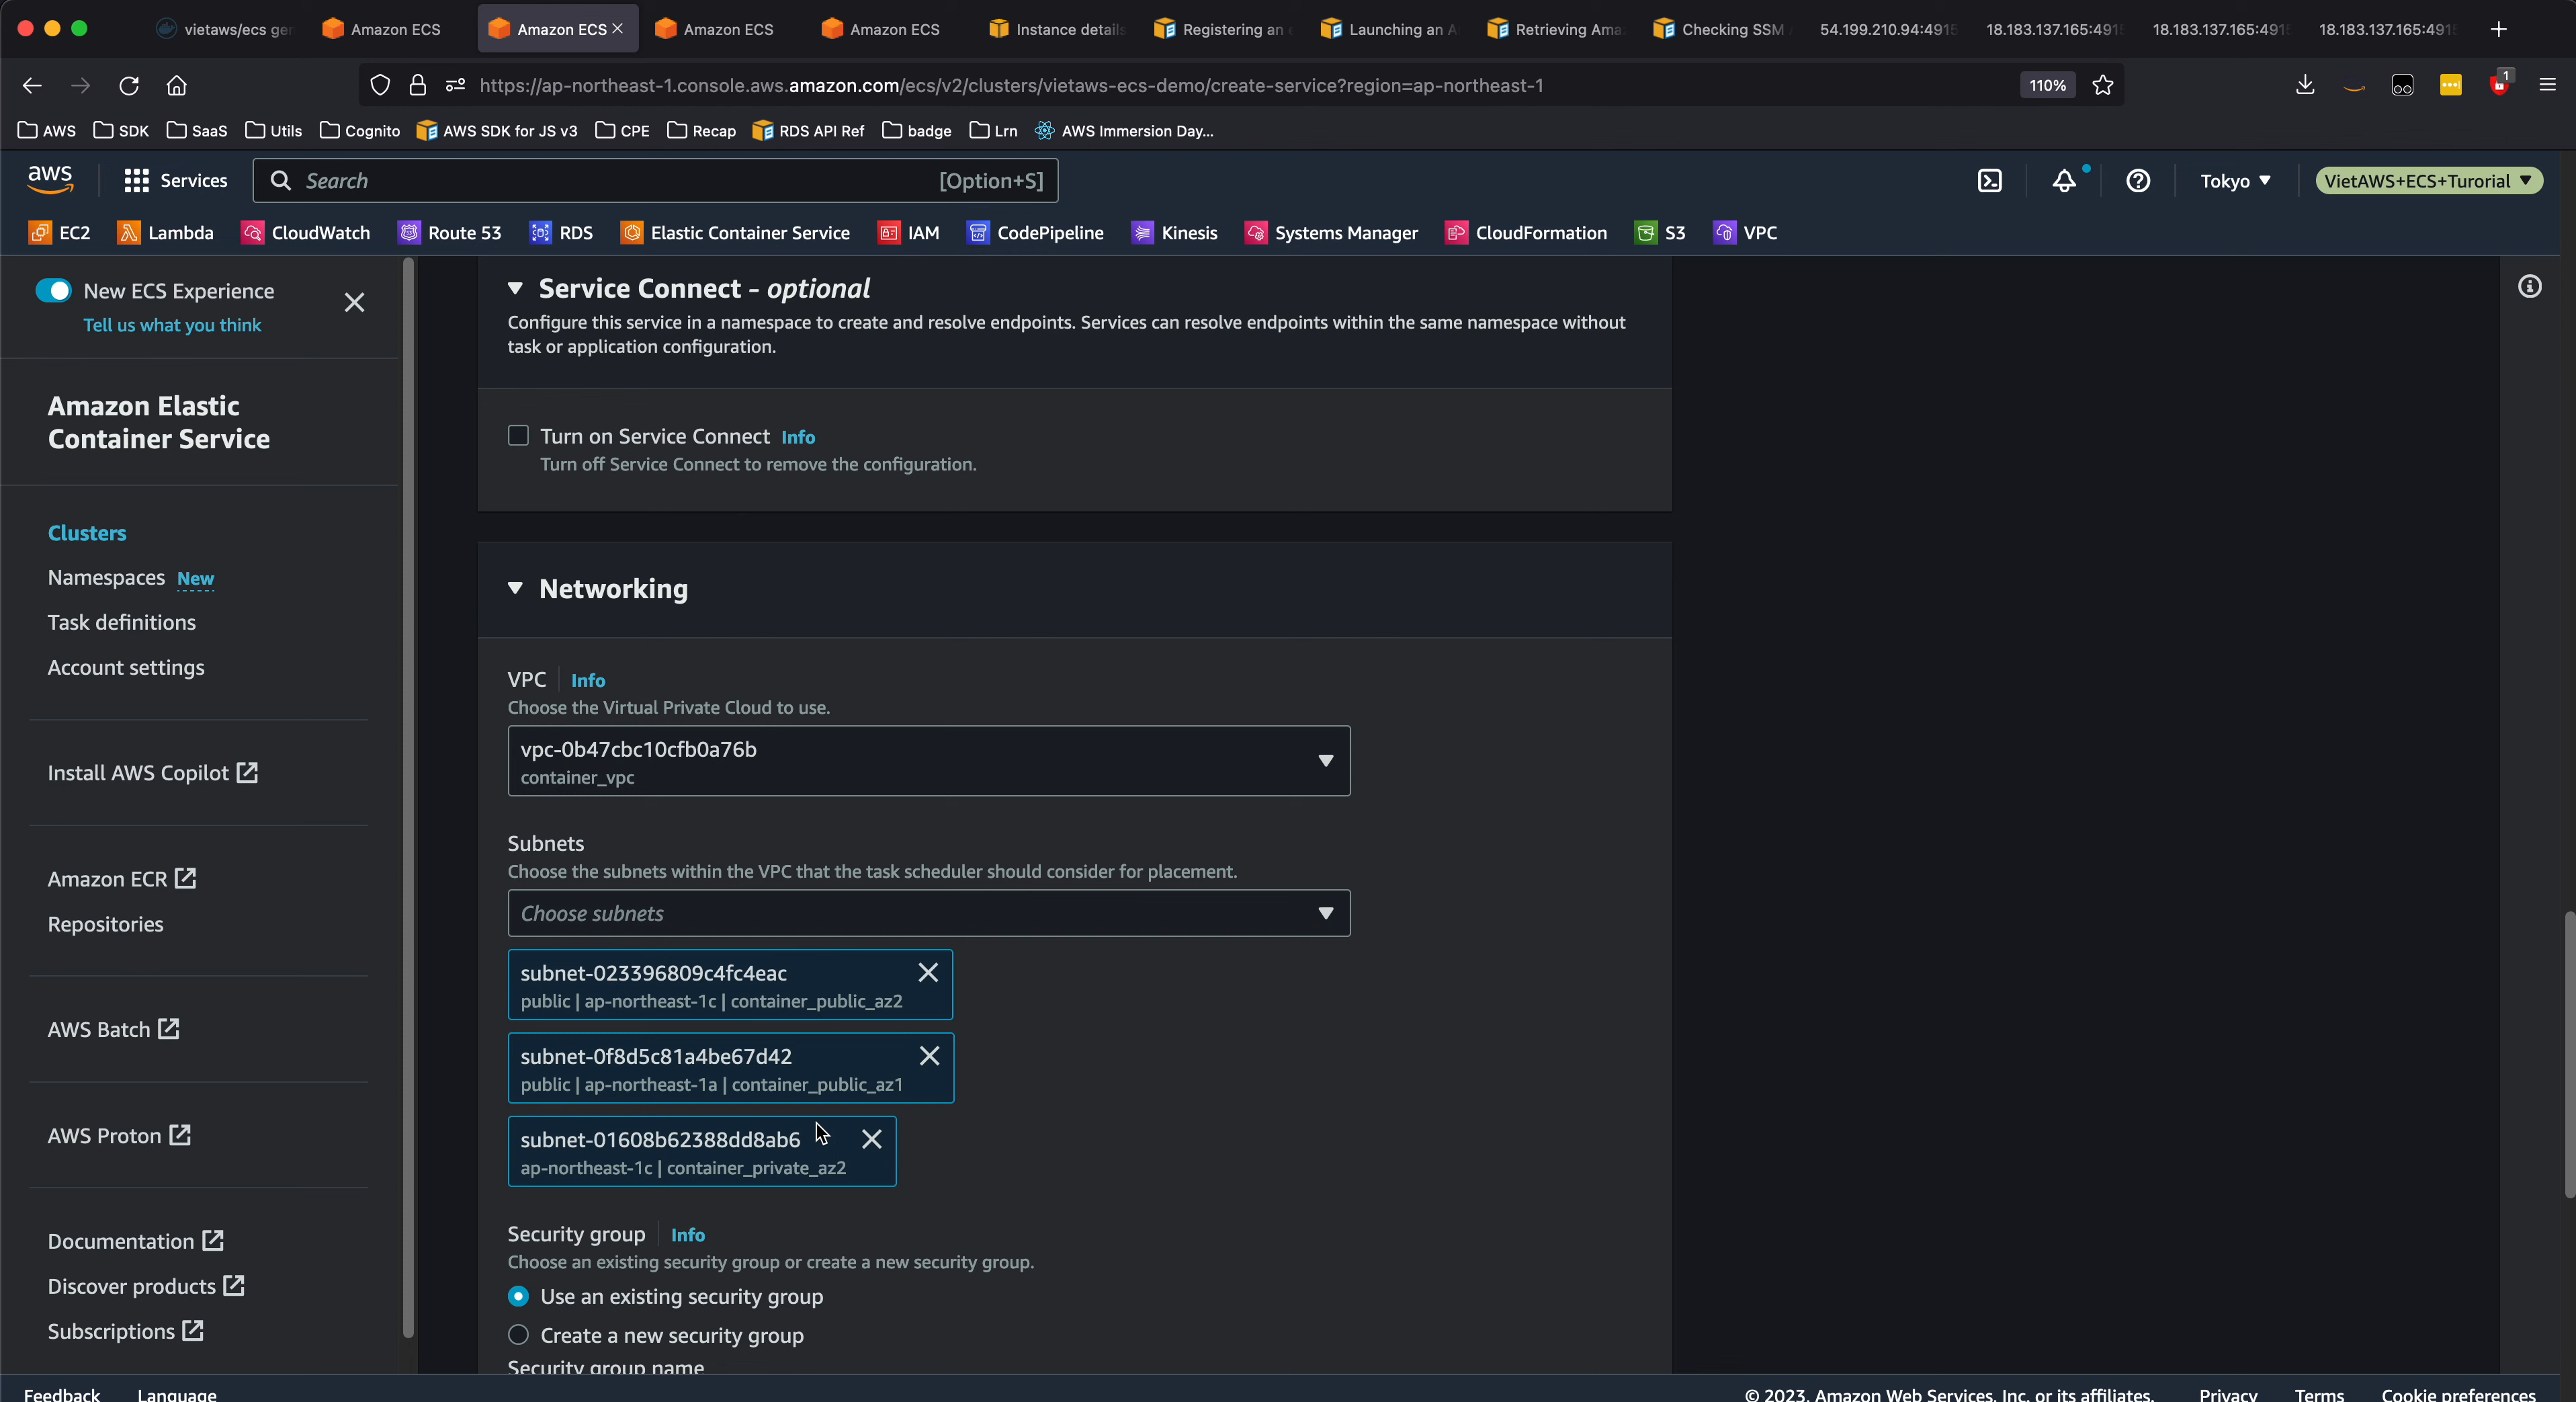 vietaws/ecs gen
Amazon ECS
Amazon ECS
Amazon ECS
Amazon ECS
Instance details
Registering an e
Launching an A
Retrieving Ama
Checking SSM
54.199.210.94:4915
18.183.137.165:491
18.183.137.165:491
18.183.137.165:491
https://ap-northeast-1.console.aws.amazon.com/ecs/v2/clusters/vietaws-ecs-demo/create-service?region=ap-northeast-1
110%
1
AWS
SDK
SaaS
Utils
Cognito
AWS SDK for JS v3
CPE
Recap
RDS API Ref
badge
Lrn
AWS Immersion Day...
aws
Services
Search
[Option+S]
Tokyo
VietAWS+ECS+Turorial
EC2
Lambda
CloudWatch
Route 53
RDS
Elastic Container Service
IAM
CodePipeline
Kinesis
Systems Manager
CloudFormation
S3
VPC
New ECS Experience
Tell us what you think
Amazon Elastic
Container Service
Clusters
Namespaces New
Task definitions
Account settings
Install AWS Copilot
Amazon ECR
Repositories
AWS Batch
AWS Proton
Documentation
Discover products
Subscriptions
Service Connect - optional
Configure this service in a namespace to create and resolve endpoints. Services can resolve endpoints within the same namespace without
task or application configuration.
Turn on Service Connect Info
Turn off Service Connect to remove the configuration.
Networking
VPC Info
Choose the Virtual Private Cloud to use.
vpc-0b47cbc10cfb0a76b
container_vpc
Subnets
Choose the subnets within the VPC that the task scheduler should consider for placement.
Choose subnets
subnet-023396809c4fc4eac
public | ap-northeast-1c | container_public_az2
subnet-0f8d5c81a4be67d42
public | ap-northeast-1a | container_public_az1
subnet-01608b62388dd8ab6
ap-northeast-1c | container_private_az2
Security group Info
Choose an existing security group or create a new security group.
Use an existing security group
Create a new security group
Security group name
Feedback
Language
© 2023, Amazon Web Services, Inc. or its affiliates.
Privacy
Terms
Cookie preferences